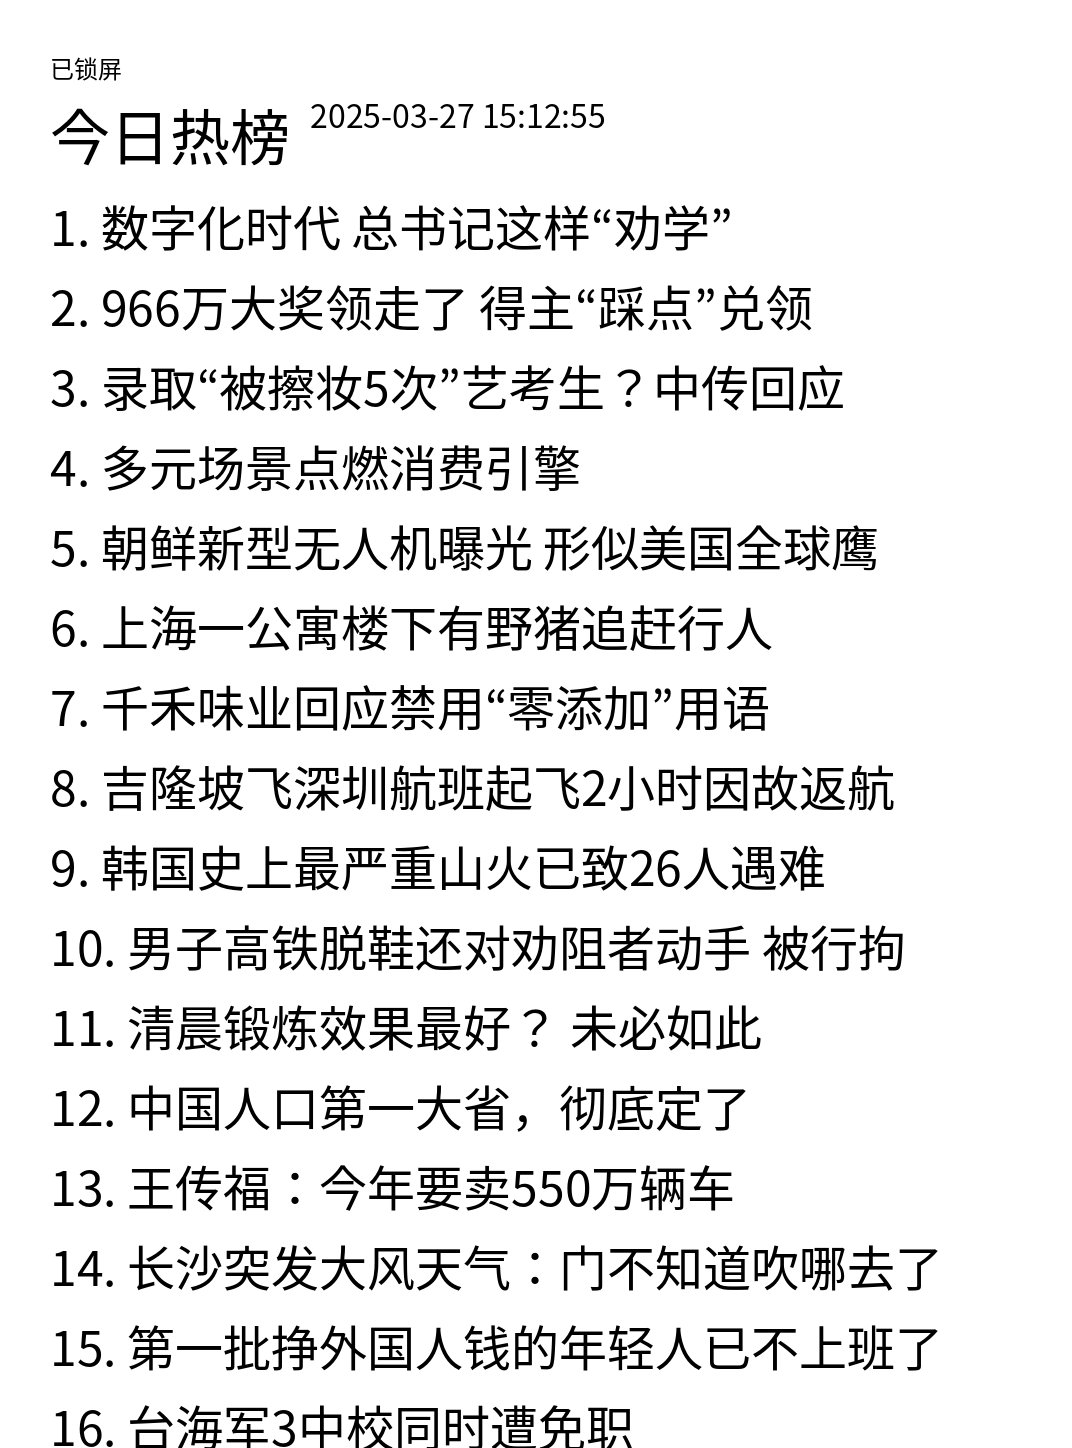 已锁屏
今日热榜 2025-03-27 15:12:55
1. 数字化时代 总书记这样“劝学”
2. 966万大奖领走了 得主“踩点”兑领
3. 录取“被擦妆5次”艺考生？中传回应
4. 多元场景点燃消费引擎
5. 朝鲜新型无人机曝光 形似美国全球鹰
6. 上海一公寓楼下有野猪追赶行人
7. 千禾味业回应禁用“零添加”用语
8. 吉隆坡飞深圳航班起飞2小时因故返航
9. 韩国史上最严重山火已致26人遇难
10. 男子高铁脱鞋还对劝阻者动手 被行拘
11. 清晨锻炼效果最好？ 未必如此
12. 中国人口第一大省，彻底定了
13. 王传福：今年要卖550万辆车
14. 长沙突发大风天气：门不知道吹哪去了
15. 第一批挣外国人钱的年轻人已不上班了
16. 台海军3中校同时遭免职